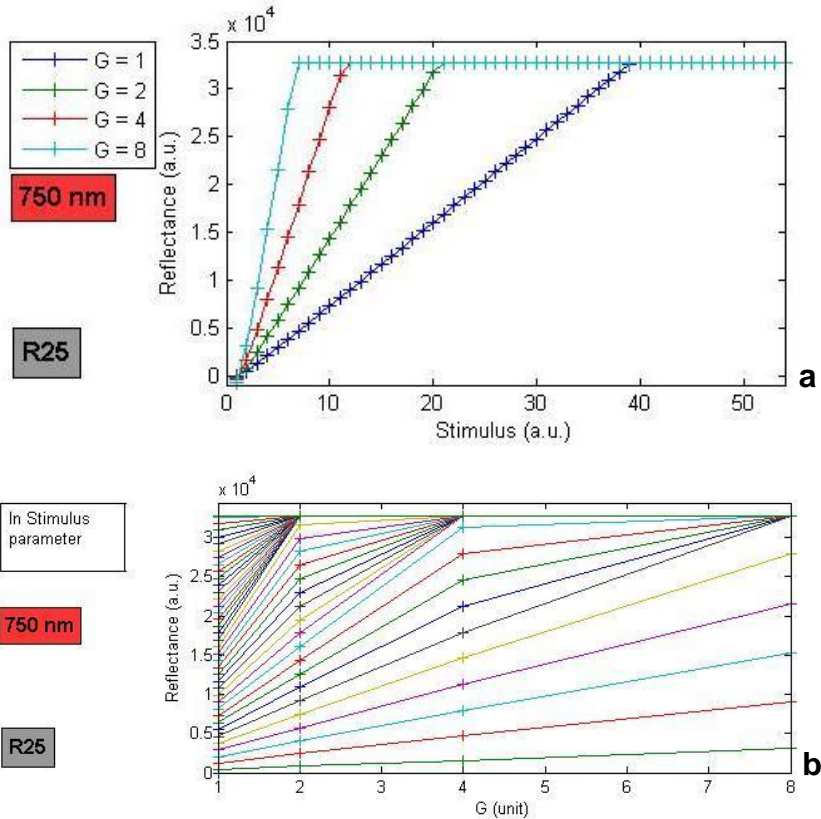 x 10^4
3.5
3
2.5
2
1.5
1
0.5
0
0 10 20 30 40 50
Reflectance (a.u.)
Stimulus (a.u.)
G = 1
G = 2
G = 4
G = 8
750 nm
R25
a
x 10^4
3
2.5
2
1.5
1
0.5
0
1 2 3 4 5 6 7 8
Reflectance (a.u.)
G (unit)
In Stimulus
parameter
750 nm
R25
b